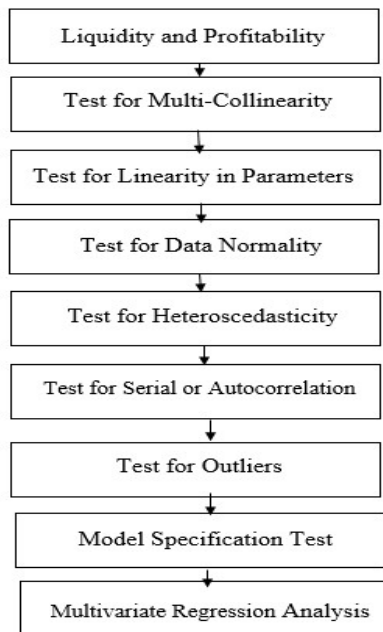 Liquidity and Profitability
Test for Multi-Collinearity
Test for Linearity in Parameters
Test for Data Normality
Test for Heteroscedasticity
Test for Serial or Autocorrelation
Test for Outliers
Model Specification Test
Multivariate Regression Analysis